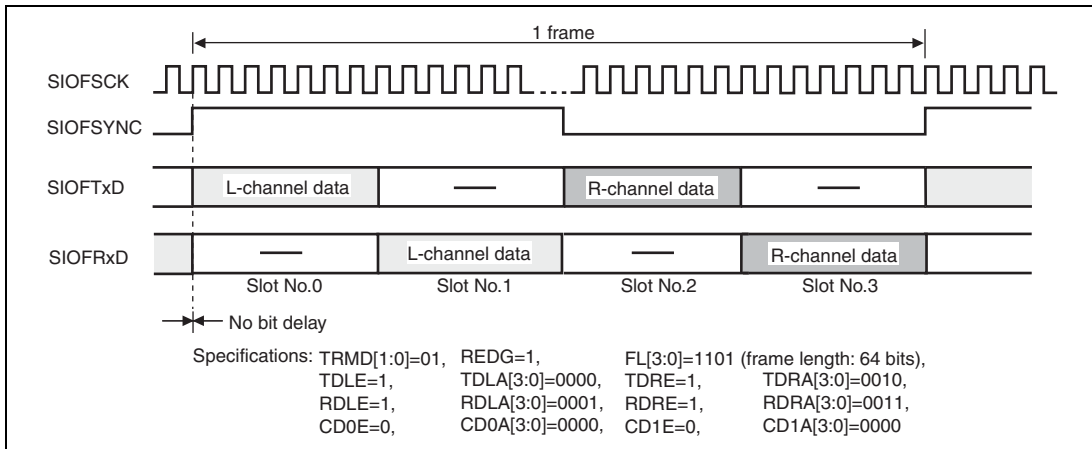 1 frame
SIOFSCK
SIOFSYNC
SIOFTxD L-channel data — R-channel data —
SIOFRxD — L-channel data — R-channel data
Slot No.0 Slot No.1 Slot No.2 Slot No.3
No bit delay
Specifications: TRMD[1:0]=01, REDG=1, FL[3:0]=1101 (frame length: 64 bits),
TDLE=1, TDLA[3:0]=0000, TDRE=1, TDRA[3:0]=0010,
RDLE=1, RDLA[3:0]=0001, RDRE=1, RDRA[3:0]=0011,
CD0E=0, CD0A[3:0]=0000, CD1E=0, CD1A[3:0]=0000